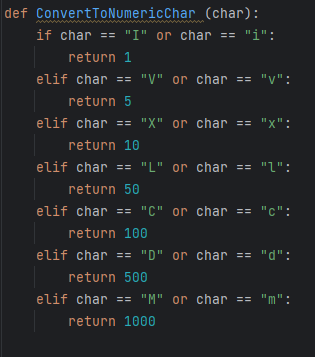 def ConvertToNumericChar (char):
    if char == "I" or char == "i":
        return 1
    elif char == "V" or char == "v":
        return 5
    elif char == "X" or char == "x":
        return 10
    elif char == "L" or char == "l":
        return 50
    elif char == "C" or char == "c":
        return 100
    elif char == "D" or char == "d":
        return 500
    elif char == "M" or char == "m":
        return 1000